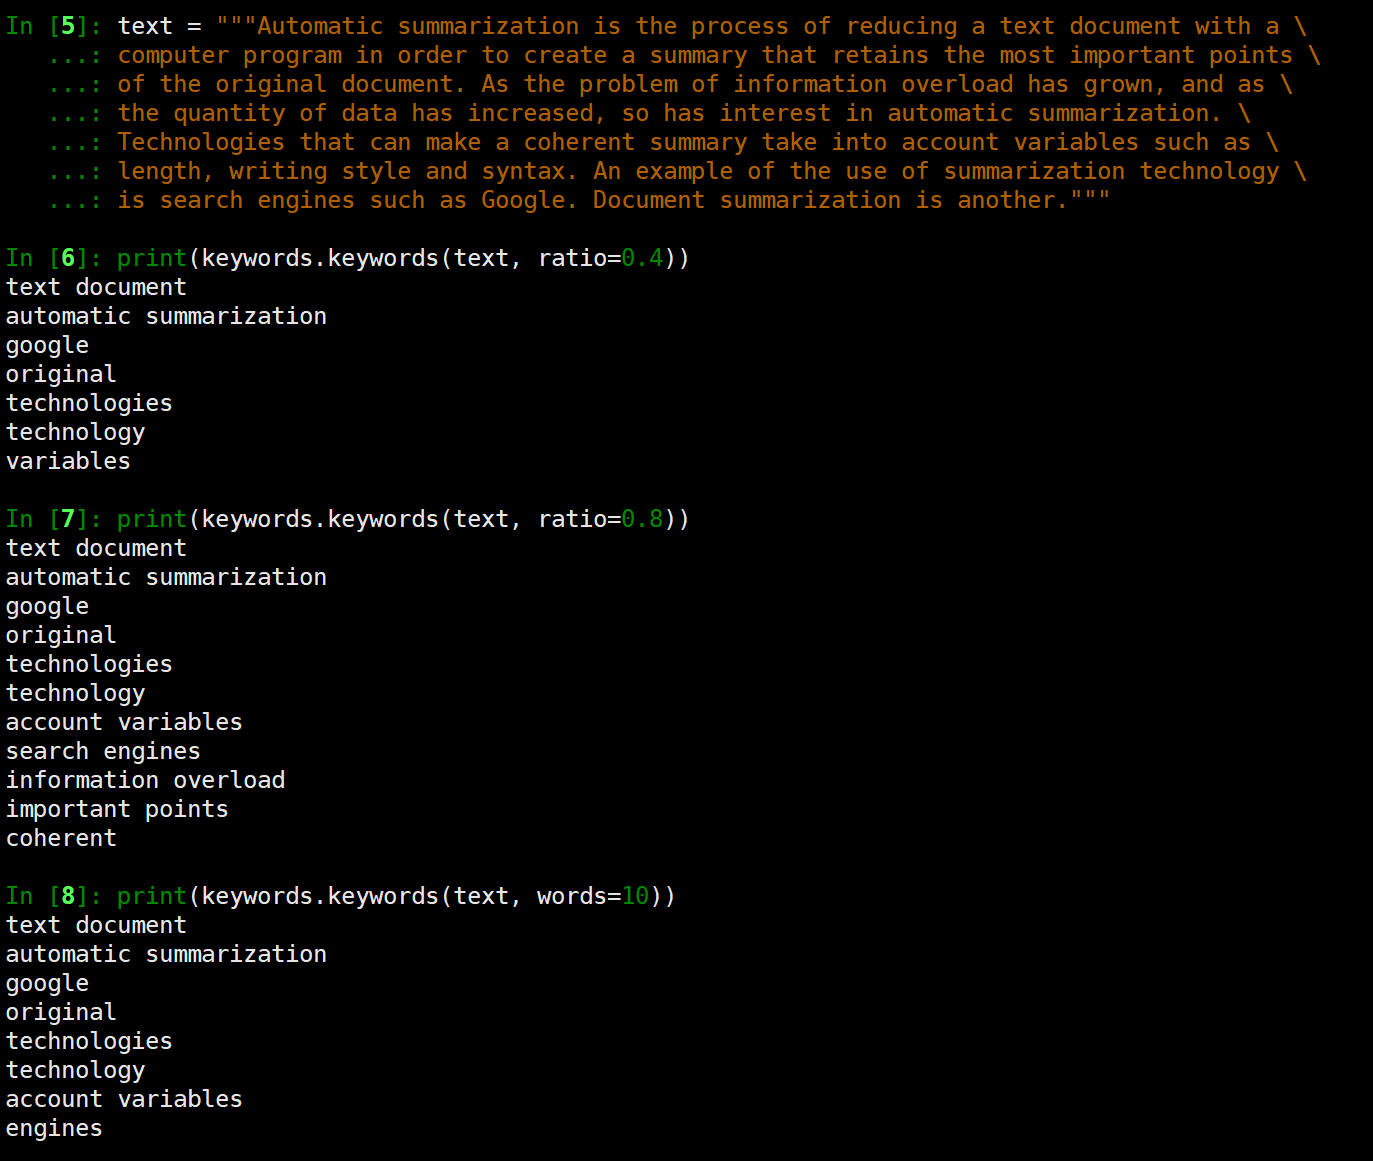 In [5]: text = """Automatic summarization is the process of reducing a text document with a \
   ...: computer program in order to create a summary that retains the most important points \
   ...: of the original document. As the problem of information overload has grown, and as \
   ...: the quantity of data has increased, so has interest in automatic summarization. \
   ...: Technologies that can make a coherent summary take into account variables such as \
   ...: length, writing style and syntax. An example of the use of summarization technology \
   ...: is search engines such as Google. Document summarization is another."""

In [6]: print(keywords.keywords(text, ratio=0.4))
text document
automatic summarization
google
original
technologies
technology
variables

In [7]: print(keywords.keywords(text, ratio=0.8))
text document
automatic summarization
google
original
technologies
technology
account variables
search engines
information overload
important points
coherent

In [8]: print(keywords.keywords(text, words=10))
text document
automatic summarization
google
original
technologies
technology
account variables
engines